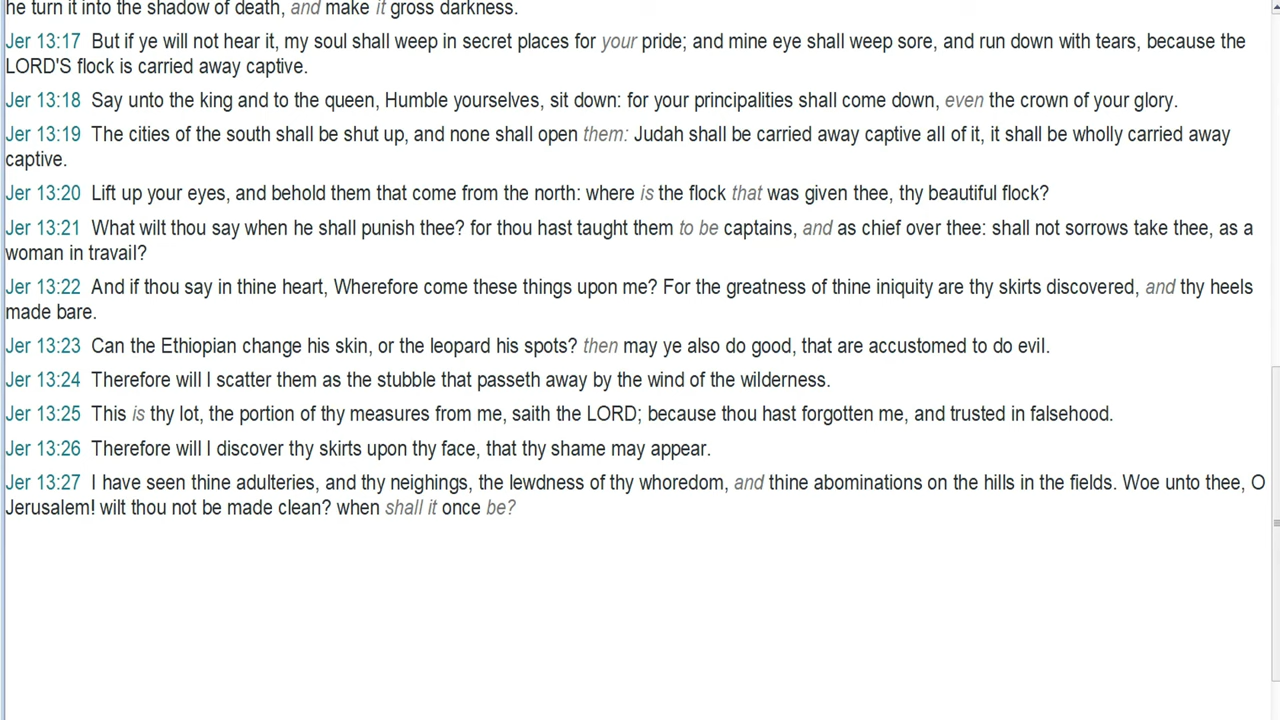 he turn it into the shadow of death, and make it gross darkness.
Jer 13:17 But if ye will not hear it, my soul shall weep in secret places for your pride; and mine eye shall weep sore, and run down with tears, because the
LORD'S flock is carried away captive.
Jer 13:18 Say unto the king and to the queen, Humble yourselves, sit down: for your principalities shall come down, even the crown of your glory.
Jer 13:19 The cities of the south shall be shut up, and none shall open them: Judah shall be carried away captive all of it, it shall be wholly carried away
captive.
Jer 13:20 Lift up your eyes, and behold them that come from the north: where is the flock that was given thee, thy beautiful flock?
Jer 13:21 What wilt thou say when he shall punish thee? for thou hast taught them to be captains, and as chief over thee: shall not sorrows take thee, as a
woman in travail?
Jer 13:22 And if thou say in thine heart, Wherefore come these things upon me? For the greatness of thine iniquity are thy skirts discovered, and thy heels
made bare.
Jer 13:23 Can the Ethiopian change his skin, or the leopard his spots? then may ye also do good, that are accustomed to do evil.
Jer 13:24 Therefore will I scatter them as the stubble that passeth away by the wind of the wilderness.
Jer 13:25 This is thy lot, the portion of thy measures from me, saith the LORD; because thou hast forgotten me, and trusted in falsehood.
Jer 13:26 Therefore will I discover thy skirts upon thy face, that thy shame may appear.
Jer 13:27 I have seen thine adulteries, and thy neighings, the lewdness of thy whoredom, and thine abominations on the hills in the fields. Woe unto thee, O
Jerusalem! wilt thou not be made clean? when shall it once be?